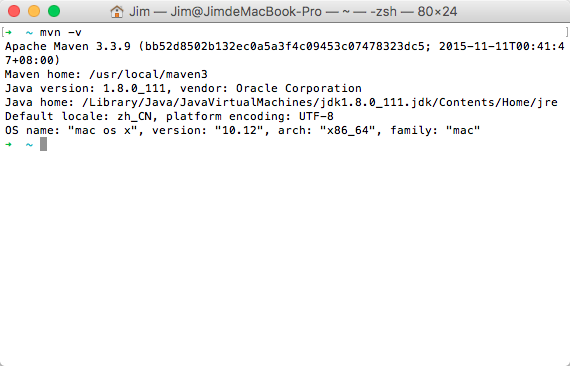 Jim — Jim@JimdeMacBook-Pro — ~ — -zsh — 80×24
[➜  ~ mvn -v ]
Apache Maven 3.3.9 (bb52d8502b132ec0a5a3f4c09453c07478323dc5; 2015-11-11T00:41:4
7+08:00)
Maven home: /usr/local/maven3
Java version: 1.8.0_111, vendor: Oracle Corporation
Java home: /Library/Java/JavaVirtualMachines/jdk1.8.0_111.jdk/Contents/Home/jre
Default locale: zh_CN, platform encoding: UTF-8
OS name: "mac os x", version: "10.12", arch: "x86_64", family: "mac"
➜  ~